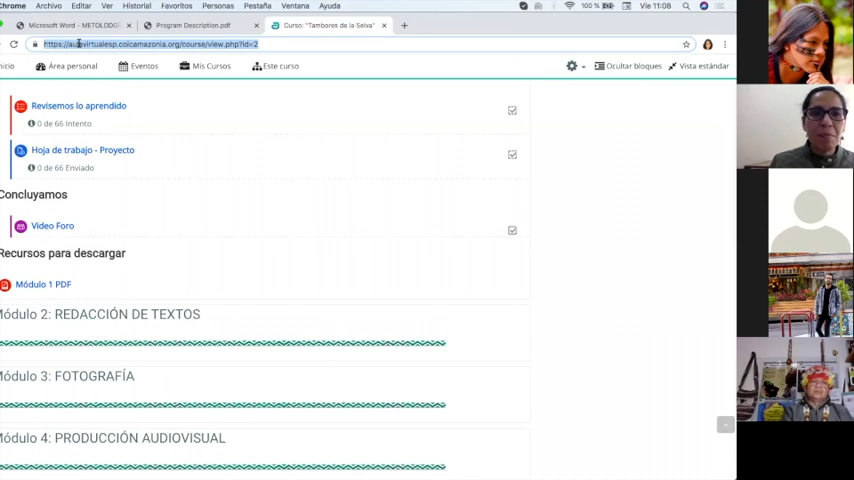 Chrome Archivo Editar Ver Historial Favoritos Personas Pestaña Ventana Ayuda 100 % Vie 11:08
Microsoft Word - METOLODGÍ Program Description.pdf Curso: "Tambores de la Selva"
https://aulavirtualesp.coicamazonia.org/course/view.php?id=2
nicio Área personal Eventos Mis Cursos Este curso Ocultar bloques Vista estándar
Revisemos lo aprendido
0 de 66 Intento
Hoja de trabajo - Proyecto
0 de 66 Enviado
Concluyamos
Video Foro
Recursos para descargar
Módulo 1 PDF
Módulo 2: REDACCIÓN DE TEXTOS
Módulo 3: FOTOGRAFÍA
Módulo 4: PRODUCCIÓN AUDIOVISUAL